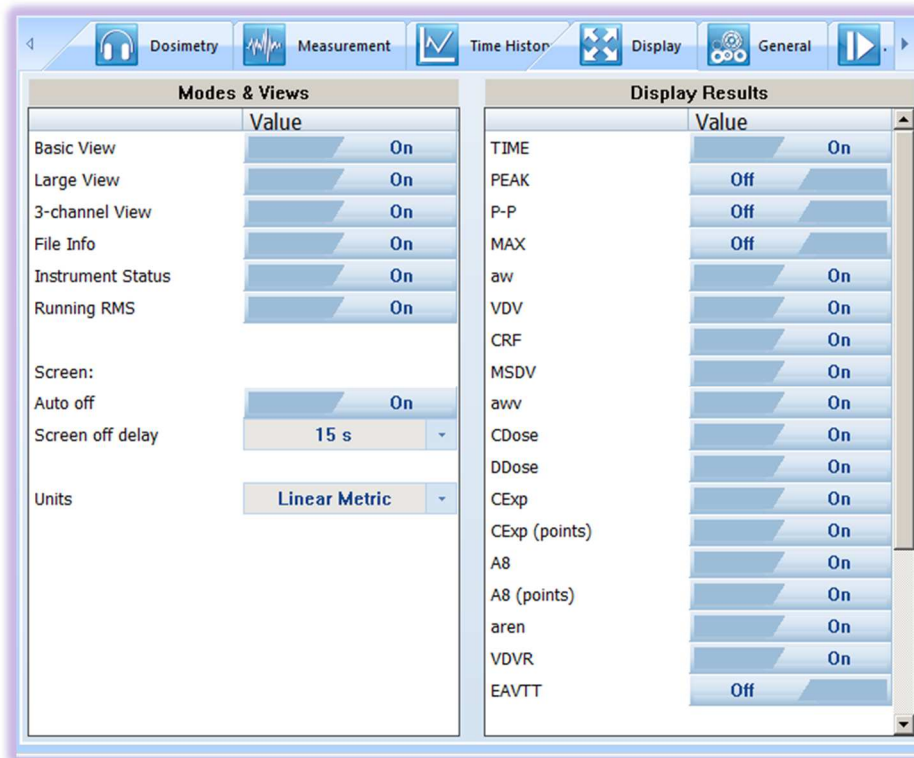 Dosimetry Measurement Time Histor Display General .
Modes & Views
Value
Basic View On
Large View On
3-channel View On
File Info On
Instrument Status On
Running RMS On
Screen:
Auto off On
Screen off delay 15 s
Units Linear Metric
Display Results
Value
TIME On
PEAK Off
P-P Off
MAX Off
aw On
VDV On
CRF On
MSDV On
awv On
CDose On
DDose On
CExp On
CExp (points) On
A8 On
A8 (points) On
aren On
VDVR On
EAVTT Off